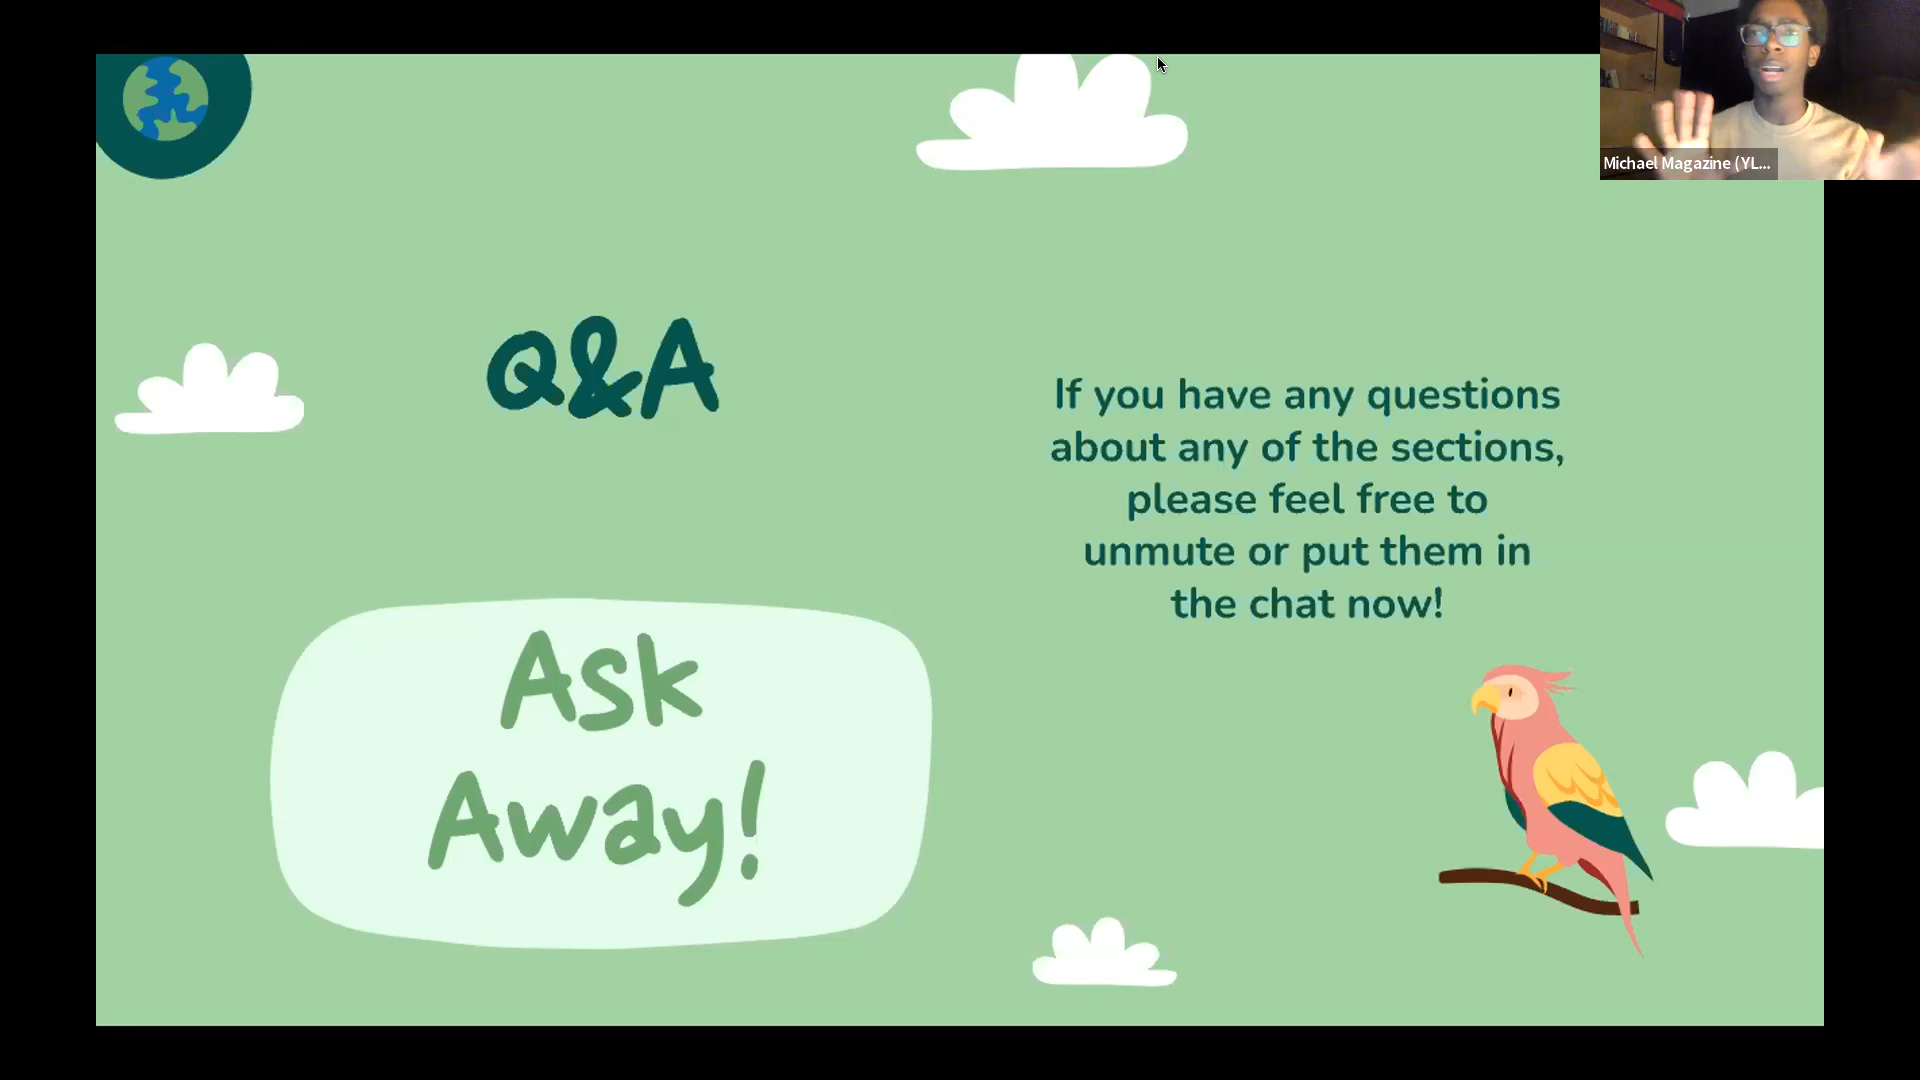 Michael Magazine (YL...
Q&A
If you have any questions
about any of the sections,
please feel free to
unmute or put them in
the chat now!
Ask
Away!